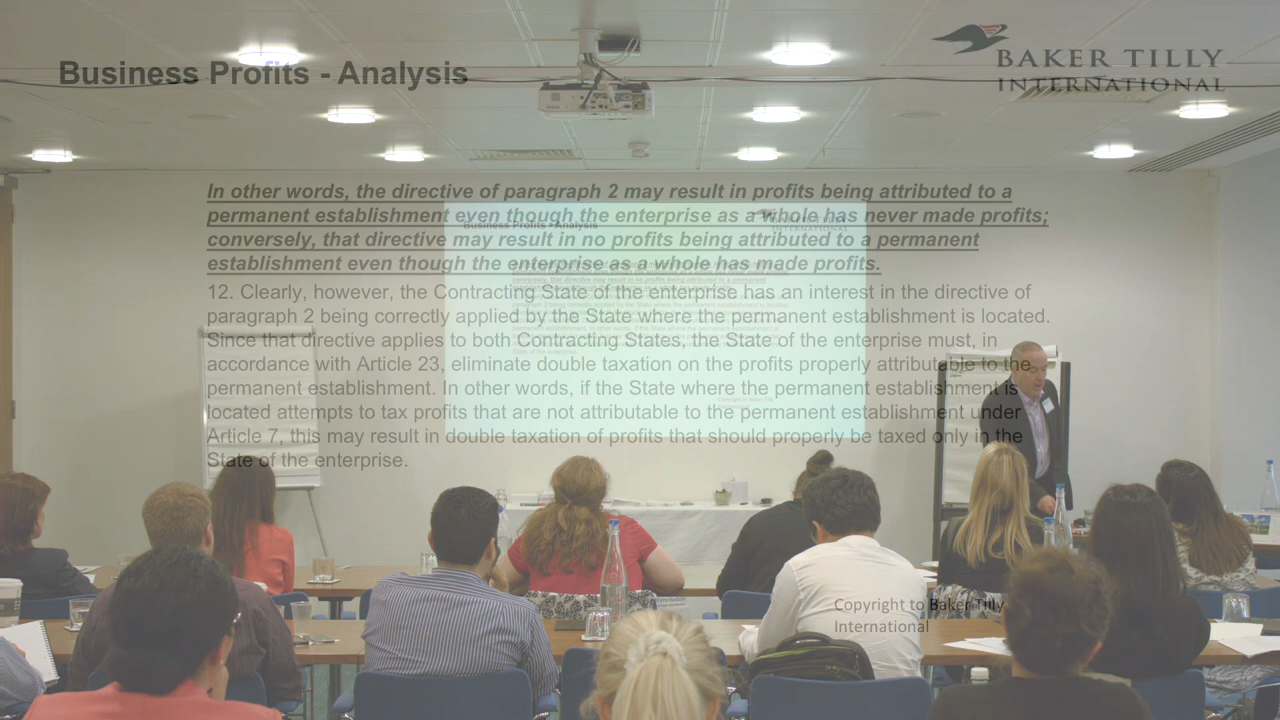 Business Profits - Analysis
BAKER TILLY
INTERNATIONAL
In other words, the directive of paragraph 2 may result in profits being attributed to a
permanent establishment even though the enterprise as a whole has never made profits;
conversely, that directive may result in no profits being attributed to a permanent
establishment even though the enterprise as a whole has made profits.
12. Clearly, however, the Contracting State of the enterprise has an interest in the directive of
paragraph 2 being correctly applied by the State where the permanent establishment is located.
Since that directive applies to both Contracting States, the State of the enterprise must, in
accordance with Article 23, eliminate double taxation on the profits properly attributable to the
permanent establishment. In other words, if the State where the permanent establishment is
located attempts to tax profits that are not attributable to the permanent establishment under
Article 7, this may result in double taxation of profits that should properly be taxed only in the
State of the enterprise.
Business Profits - Analysis
BAKER TILLY
INTERNATIONAL
Copyright to Baker Tilly
International